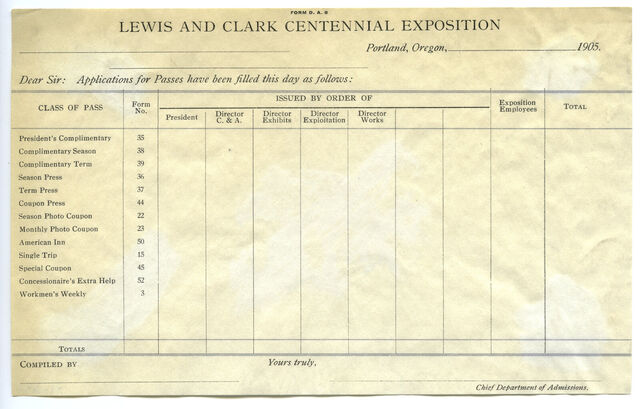 FORM D. A. 8
LEWIS AND CLARK CENTENNIAL EXPOSITION
Portland, Oregon, 1905.
Dear Sir: Applications for Passes have been filled this day as follows:
CLASS OF PASS
Form No.
ISSUED BY ORDER OF
President
Director C. & A.
Director Exhibits
Director Exploitation
Director Works
Exposition Employees
TOTAL
President's Complimentary 35
Complimentary Season 38
Complimentary Term 39
Season Press 36
Term Press 37
Coupon Press 44
Season Photo Coupon 22
Monthly Photo Coupon 23
American Inn 50
Single Trip 15
Special Coupon 45
Concessionaire's Extra Help 52
Workmen's Weekly 3
TOTALS
COMPILED BY
Yours truly,
Chief Department of Admissions.